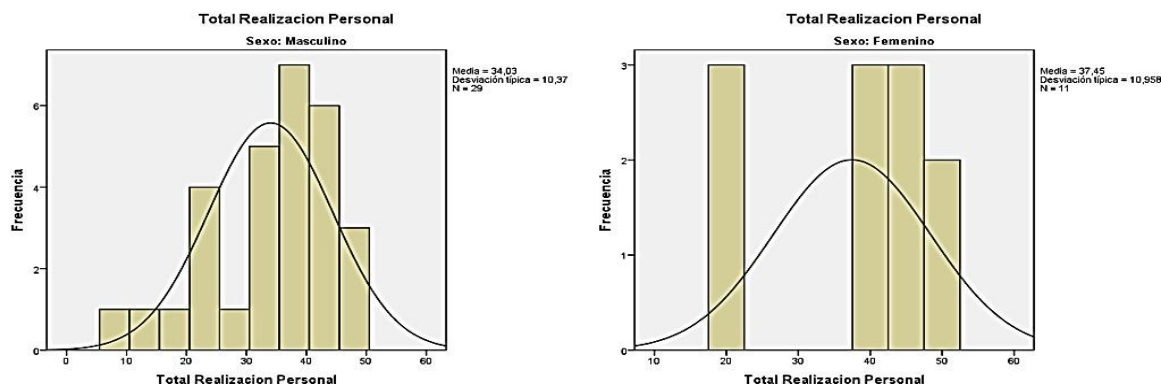 Total Realizacion Personal
Sexo: Masculino
Media = 34,03
Desviación típica = 10,37
N = 29
Frecuencia
6
4
2
0
0 10 20 30 40 50 60
Total Realizacion Personal
Total Realizacion Personal
Sexo: Femenino
Media = 37,45
Desviación típica = 10,958
N = 11
Frecuencia
3
2
1
0
10 20 30 40 50 60
Total Realizacion Personal